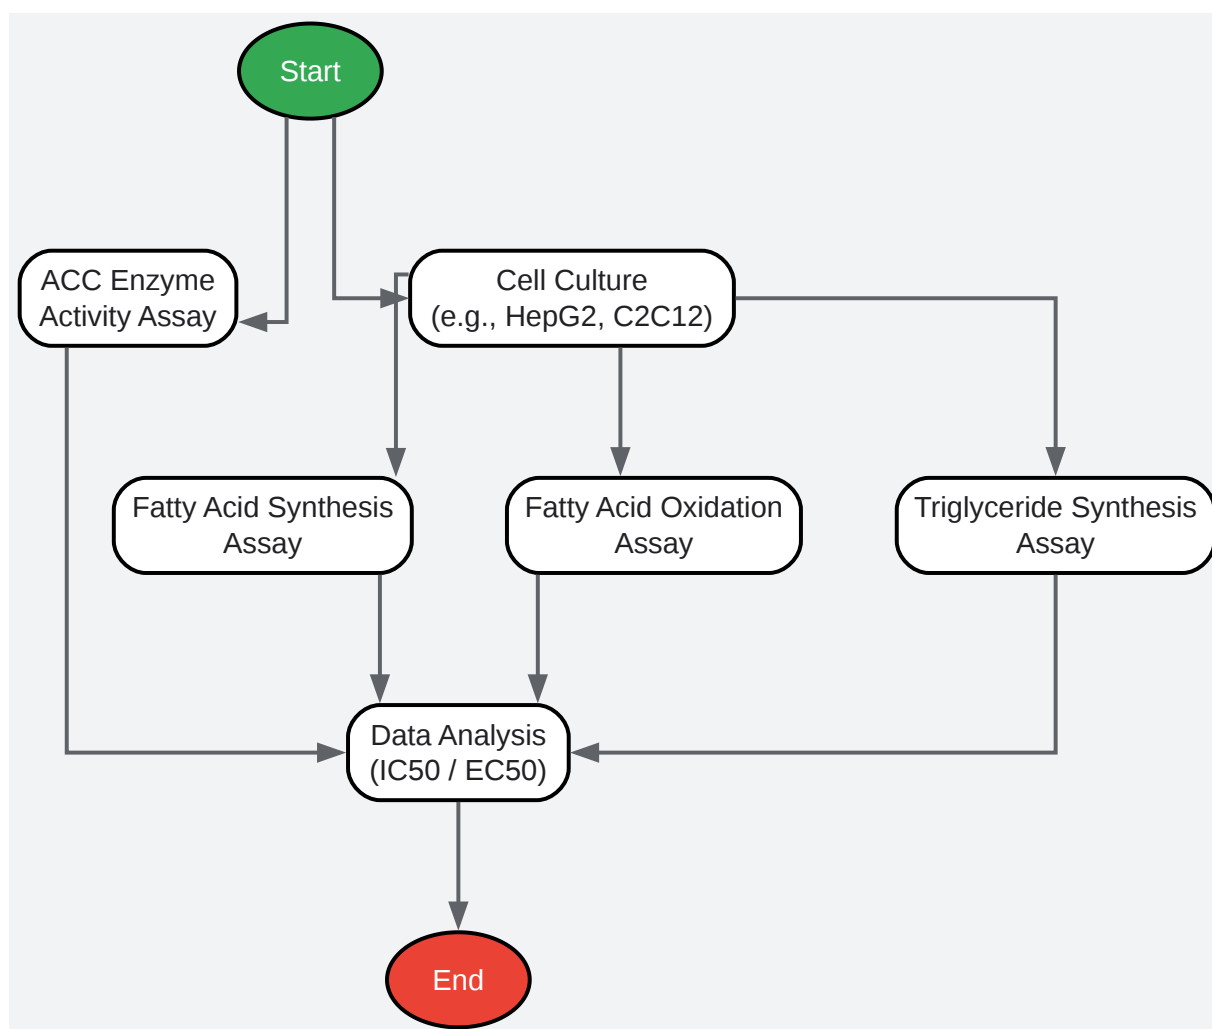 Start
ACC Enzyme
Activity Assay
Cell Culture
(e.g., HepG2, C2C12)
Fatty Acid Synthesis
Assay
Fatty Acid Oxidation
Assay
Triglyceride Synthesis
Assay
Data Analysis
(IC50 / EC50)
End